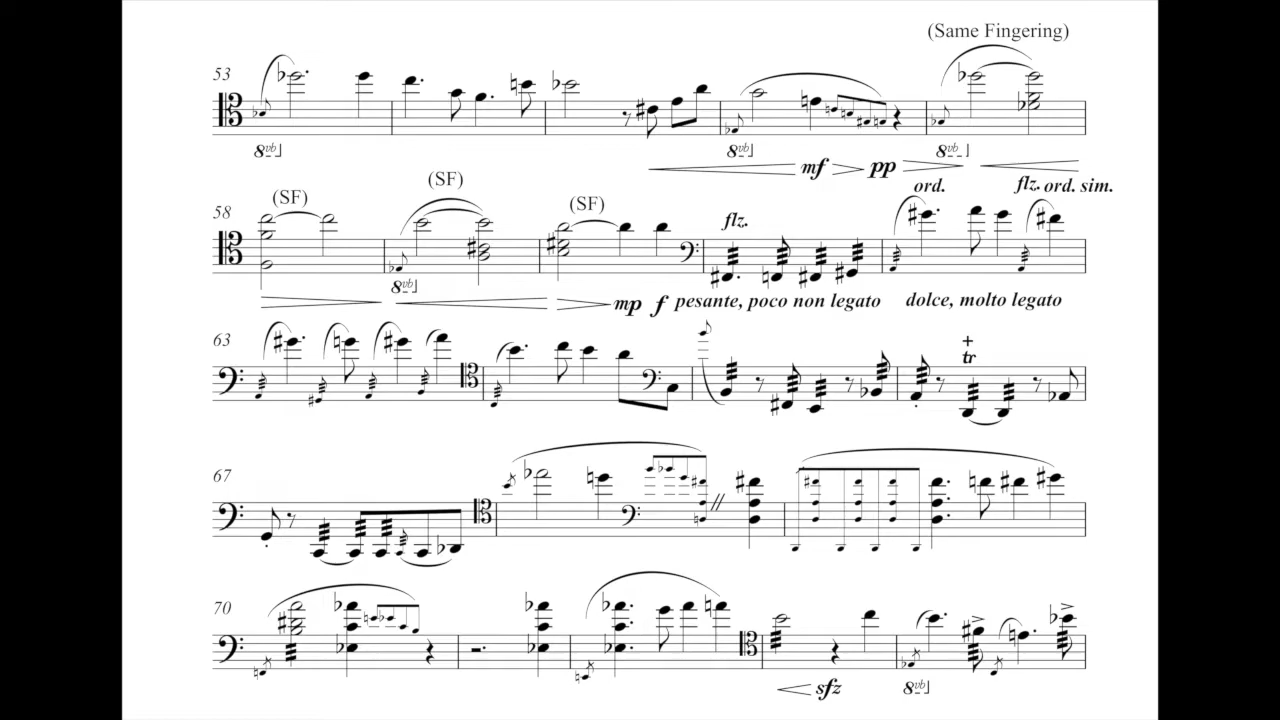 (Same Fingering)
53
8vb 8vb 8vb
mf pp
ord. flz. ord. sim.
58 (SF) (SF) (SF) flz.
8vb
mp f pesante, poco non legato dolce, molto legato
63
+
tr
67
70
sfz 8vb